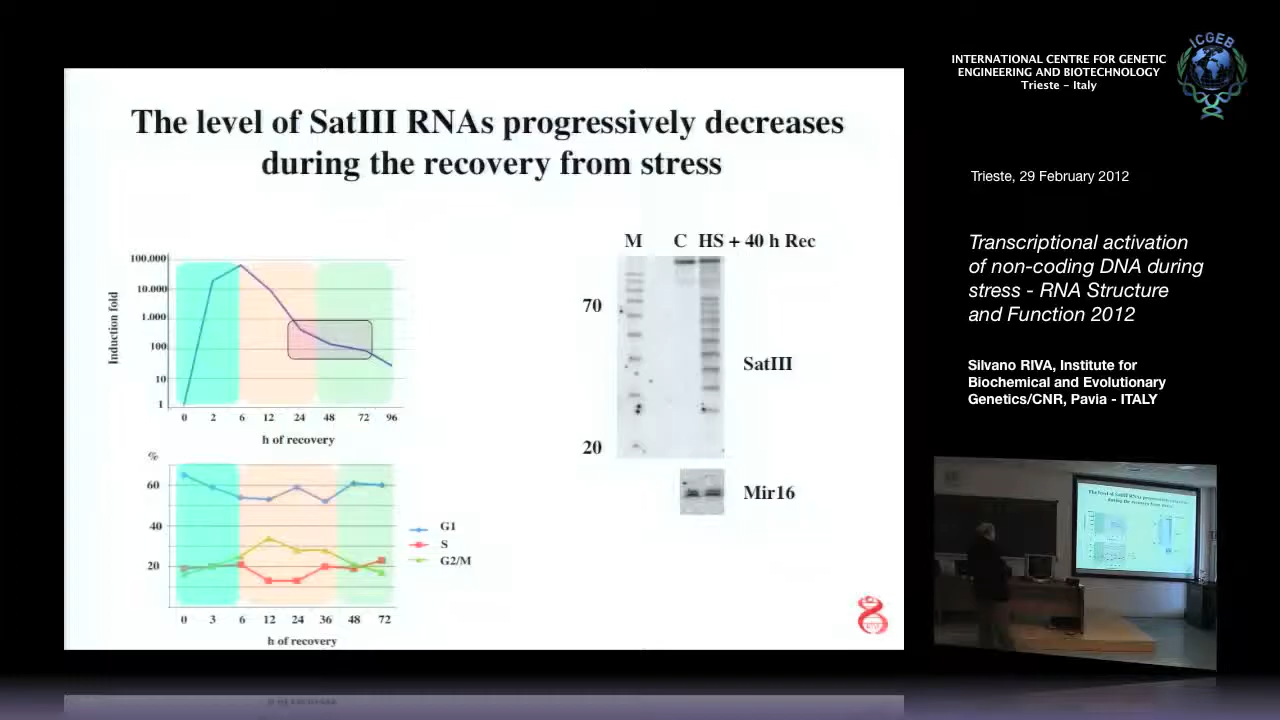 The level of SatIII RNAs progressively decreases
during the recovery from stress
Induction fold
100.000
10.000
1.000
100
10
1
0 2 6 12 24 48 72 96
h of recovery
%
60
40
20
0 3 6 12 24 36 48 72
h of recovery
G1
S
G2/M
M C HS + 40 h Rec
70
SatIII
20
Mir16
ICGEB
INTERNATIONAL CENTRE FOR GENETIC
ENGINEERING AND BIOTECHNOLOGY
Trieste - Italy
Trieste, 29 February 2012
Transcriptional activation
of non-coding DNA during
stress - RNA Structure
and Function 2012
Silvano RIVA, Institute for
Biochemical and Evolutionary
Genetics/CNR, Pavia - ITALY